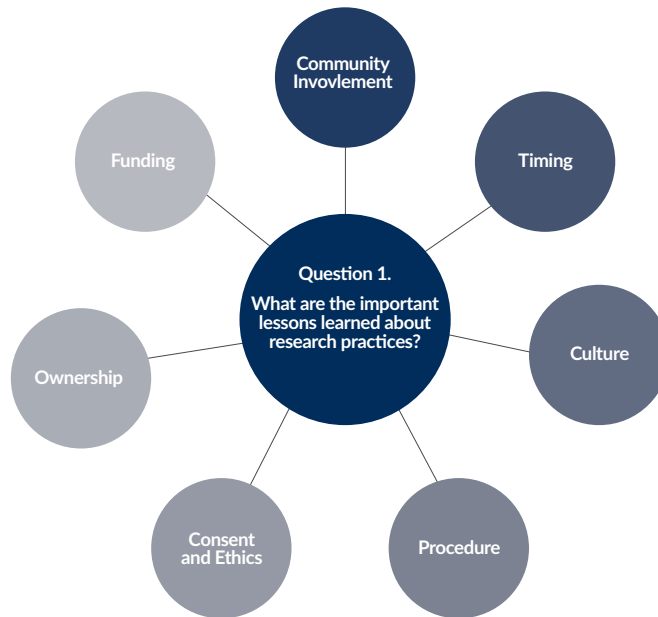 Community
Invovlement
Funding
Timing
Question 1.
What are the important
lessons learned about
research practices?
Culture
Ownership
Consent
and Ethics
Procedure